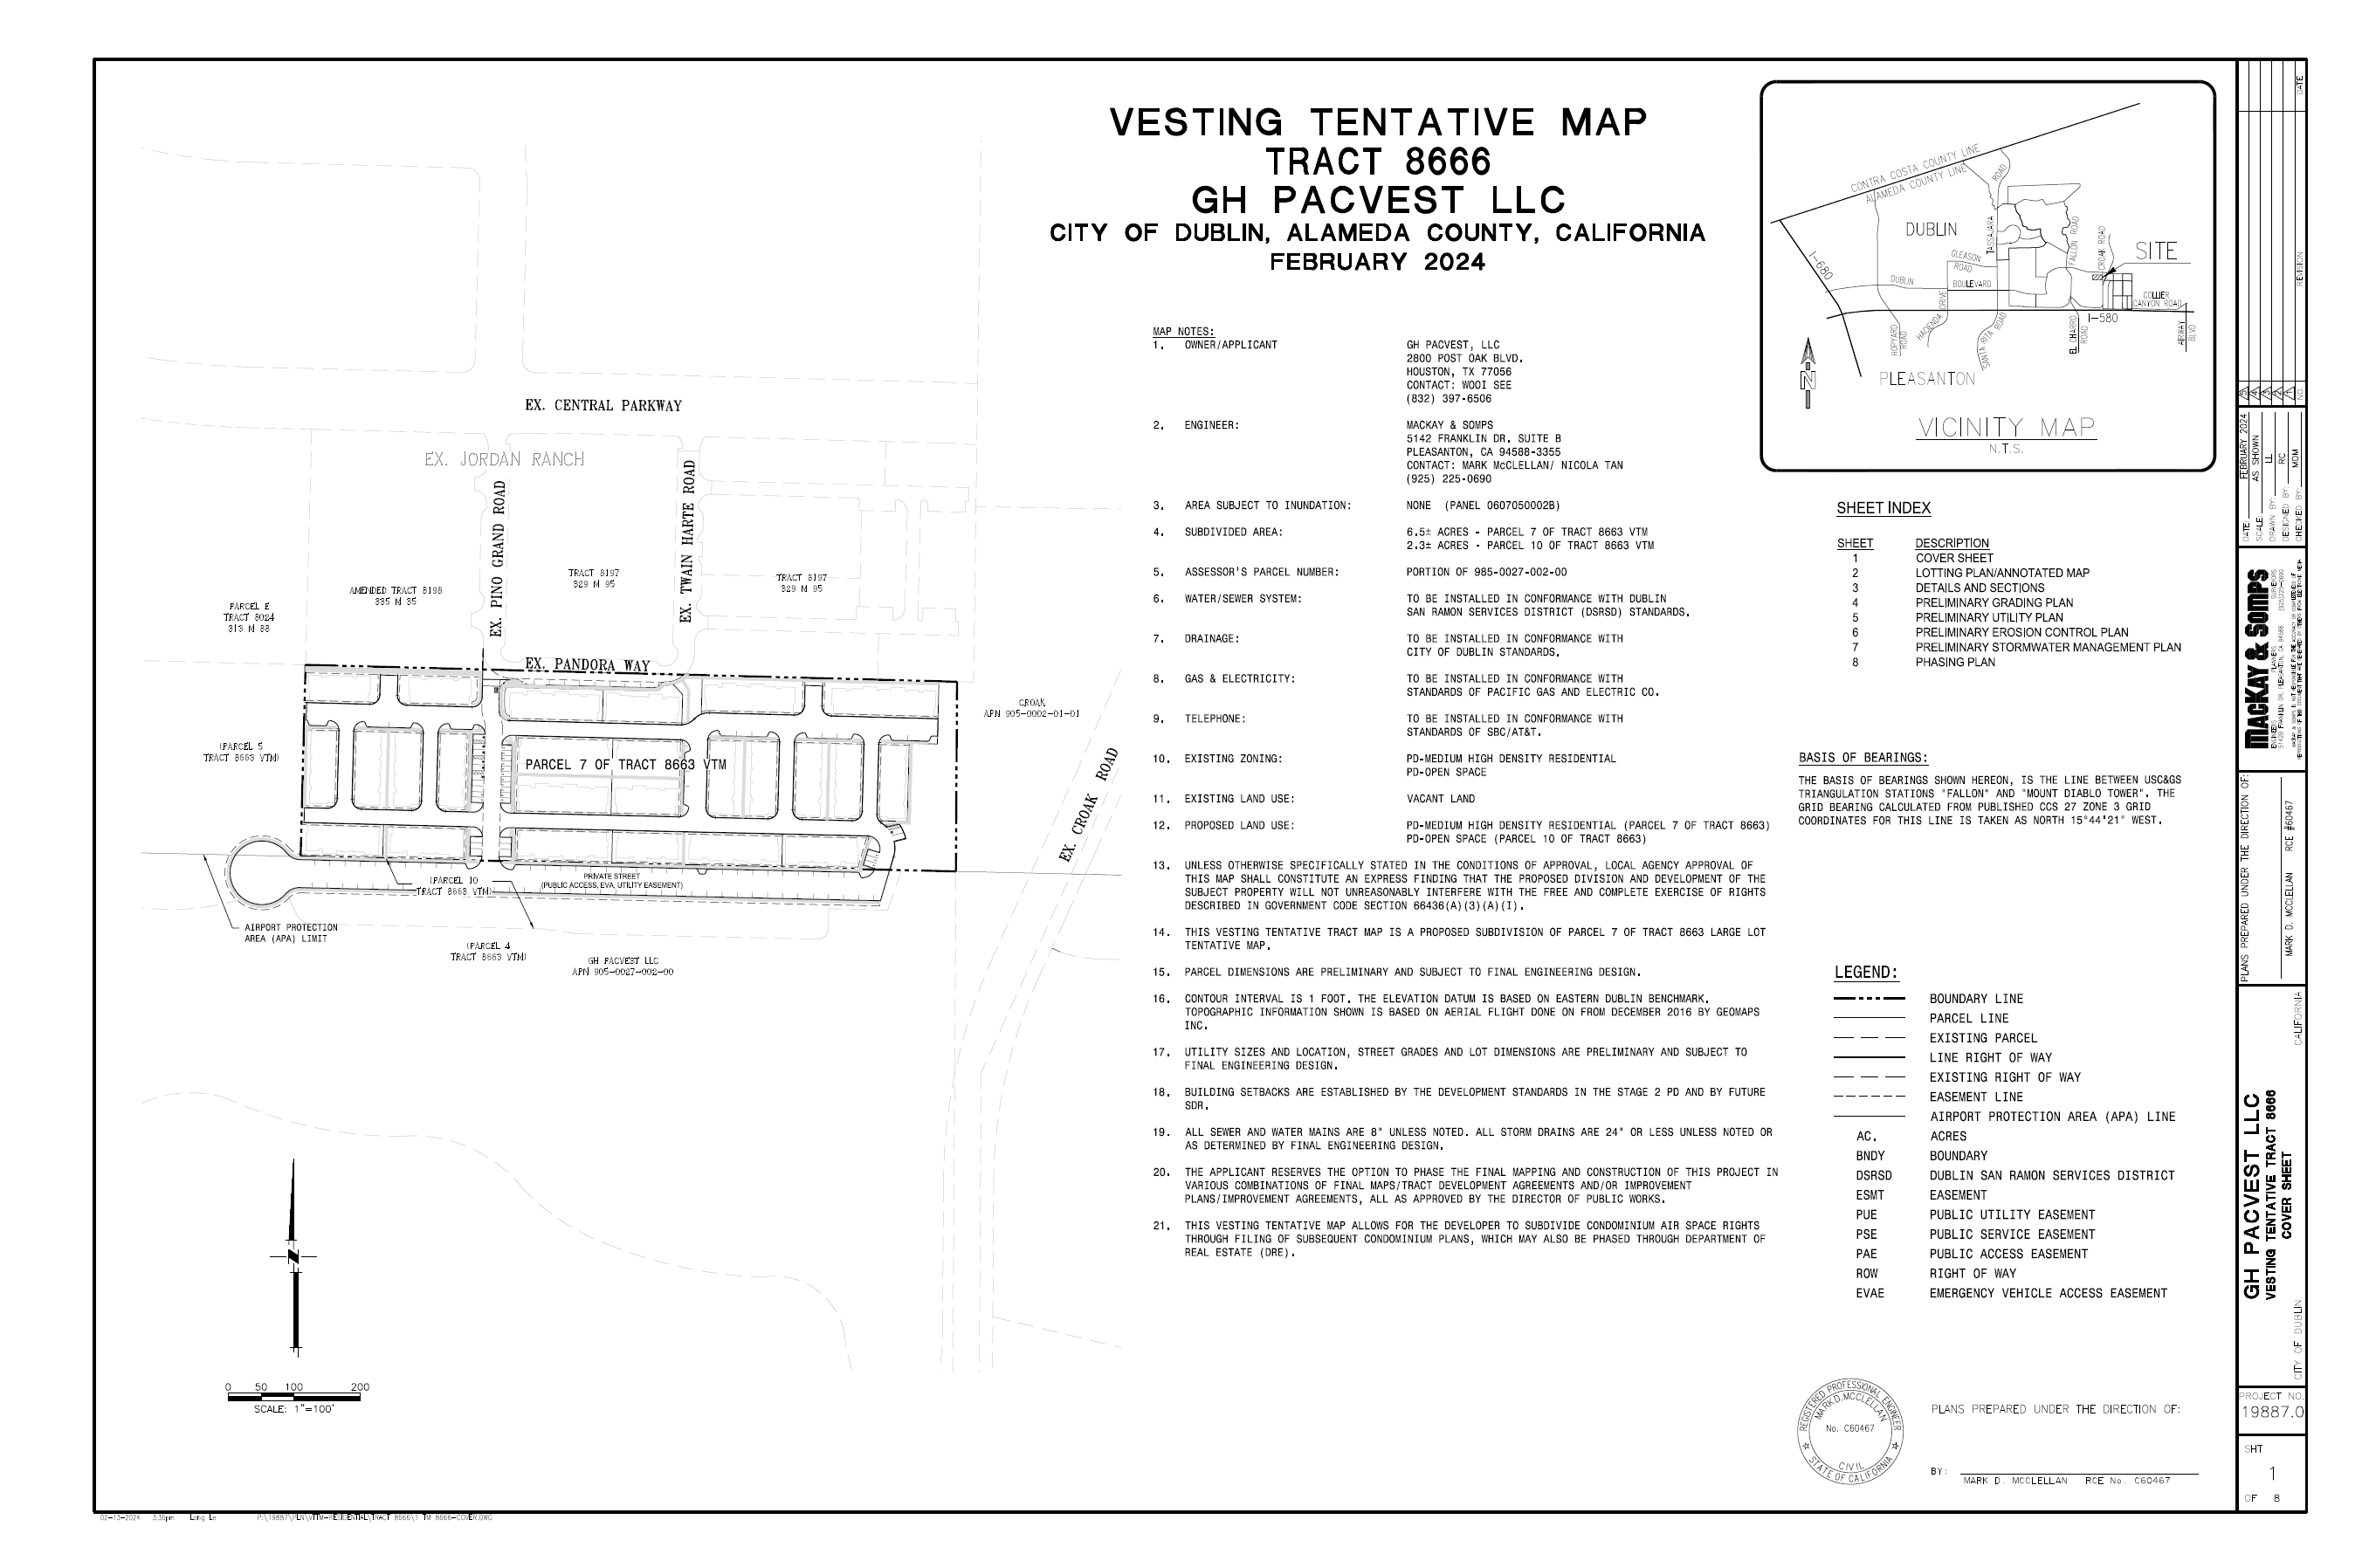 VESTING TENTATIVE MAP
TRACT 8666
GH PACVEST LLC
CITY OF DUBLIN, ALAMEDA COUNTY, CALIFORNIA
FEBRUARY 2024
EX. CENTRAL PARKWAY
EX. JORDAN RANCH
EX. PINO GRAND ROAD
EX. TWAIN HARTE ROAD
TRACT 8197
329 M 95
TRACT 8197
329 M 95
AMENDED TRACT 8198
335 M 35
PARCEL E
TRACT 8024
313 M 88
EX. PANDORA WAY
CROAK
APN 905-0002-01-01
(PARCEL 5
TRACT 8663 VTM)
PARCEL 7 OF TRACT 8663 VTM
EX. CROAK ROAD
PRIVATE STREET
(PUBLIC ACCESS, EVA, UTILITY EASEMENT)
(PARCEL 10
TRACT 8663 VTM)
AIRPORT PROTECTION
AREA (APA) LIMIT
(PARCEL 4
TRACT 8663 VTM)
GH PACVEST LLC
APN 905-0027-002-00
N
0 50 100 200
SCALE: 1"=100'
MAP NOTES:
1. OWNER/APPLICANT GH PACVEST, LLC
2800 POST OAK BLVD.
HOUSTON, TX 77056
CONTACT: WOOI SEE
(832) 397-6506
2. ENGINEER: MACKAY & SOMPS
5142 FRANKLIN DR. SUITE B
PLEASANTON, CA 94588-3355
CONTACT: MARK McCLELLAN/ NICOLA TAN
(925) 225-0690
3. AREA SUBJECT TO INUNDATION: NONE (PANEL 0607050002B)
4. SUBDIVIDED AREA: 6.5± ACRES - PARCEL 7 OF TRACT 8663 VTM
2.3± ACRES - PARCEL 10 OF TRACT 8663 VTM
5. ASSESSOR'S PARCEL NUMBER: PORTION OF 985-0027-002-00
6. WATER/SEWER SYSTEM: TO BE INSTALLED IN CONFORMANCE WITH DUBLIN
SAN RAMON SERVICES DISTRICT (DSRSD) STANDARDS.
7. DRAINAGE: TO BE INSTALLED IN CONFORMANCE WITH
CITY OF DUBLIN STANDARDS.
8. GAS & ELECTRICITY: TO BE INSTALLED IN CONFORMANCE WITH
STANDARDS OF PACIFIC GAS AND ELECTRIC CO.
9. TELEPHONE: TO BE INSTALLED IN CONFORMANCE WITH
STANDARDS OF SBC/AT&T.
10. EXISTING ZONING: PD-MEDIUM HIGH DENSITY RESIDENTIAL
PD-OPEN SPACE
11. EXISTING LAND USE: VACANT LAND
12. PROPOSED LAND USE: PD-MEDIUM HIGH DENSITY RESIDENTIAL (PARCEL 7 OF TRACT 8663)
PD-OPEN SPACE (PARCEL 10 OF TRACT 8663)
13. UNLESS OTHERWISE SPECIFICALLY STATED IN THE CONDITIONS OF APPROVAL, LOCAL AGENCY APPROVAL OF
THIS MAP SHALL CONSTITUTE AN EXPRESS FINDING THAT THE PROPOSED DIVISION AND DEVELOPMENT OF THE
SUBJECT PROPERTY WILL NOT UNREASONABLY INTERFERE WITH THE FREE AND COMPLETE EXERCISE OF RIGHTS
DESCRIBED IN GOVERNMENT CODE SECTION 66436(A)(3)(A)(I).
14. THIS VESTING TENTATIVE TRACT MAP IS A PROPOSED SUBDIVISION OF PARCEL 7 OF TRACT 8663 LARGE LOT
TENTATIVE MAP.
15. PARCEL DIMENSIONS ARE PRELIMINARY AND SUBJECT TO FINAL ENGINEERING DESIGN.
16. CONTOUR INTERVAL IS 1 FOOT. THE ELEVATION DATUM IS BASED ON EASTERN DUBLIN BENCHMARK.
TOPOGRAPHIC INFORMATION SHOWN IS BASED ON AERIAL FLIGHT DONE ON FROM DECEMBER 2016 BY GEOMAPS
INC.
17. UTILITY SIZES AND LOCATION, STREET GRADES AND LOT DIMENSIONS ARE PRELIMINARY AND SUBJECT TO
FINAL ENGINEERING DESIGN.
18. BUILDING SETBACKS ARE ESTABLISHED BY THE DEVELOPMENT STANDARDS IN THE STAGE 2 PD AND BY FUTURE
SDR.
19. ALL SEWER AND WATER MAINS ARE 8" UNLESS NOTED. ALL STORM DRAINS ARE 24" OR LESS UNLESS NOTED OR
AS DETERMINED BY FINAL ENGINEERING DESIGN.
20. THE APPLICANT RESERVES THE OPTION TO PHASE THE FINAL MAPPING AND CONSTRUCTION OF THIS PROJECT IN
VARIOUS COMBINATIONS OF FINAL MAPS/TRACT DEVELOPMENT AGREEMENTS AND/OR IMPROVEMENT
PLANS/IMPROVEMENT AGREEMENTS, ALL AS APPROVED BY THE DIRECTOR OF PUBLIC WORKS.
21. THIS VESTING TENTATIVE MAP ALLOWS FOR THE DEVELOPER TO SUBDIVIDE CONDOMINIUM AIR SPACE RIGHTS
THROUGH FILING OF SUBSEQUENT CONDOMINIUM PLANS, WHICH MAY ALSO BE PHASED THROUGH DEPARTMENT OF
REAL ESTATE (DRE).
CONTRA COSTA COUNTY LINE
ALAMEDA COUNTY LINE
DUBLIN
TASSAJARA
ROAD
FALLON ROAD
CROAK ROAD
SITE
GLEASON
ROAD
I-680
DUBLIN
BOULEVARD
COLLIER
CANYON ROAD
I-580
HOPYARD
ROAD
HACIENDA DRIVE
SANTA RITA ROAD
EL CHARRO
ROAD
AIRWAY
BLVD
PLEASANTON
N
VICINITY MAP
N.T.S.
SHEET INDEX
SHEET DESCRIPTION
1 COVER SHEET
2 LOTTING PLAN/ANNOTATED MAP
3 DETAILS AND SECTIONS
4 PRELIMINARY GRADING PLAN
5 PRELIMINARY UTILITY PLAN
6 PRELIMINARY EROSION CONTROL PLAN
7 PRELIMINARY STORMWATER MANAGEMENT PLAN
8 PHASING PLAN
BASIS OF BEARINGS:
THE BASIS OF BEARINGS SHOWN HEREON, IS THE LINE BETWEEN USC&GS
TRIANGULATION STATIONS "FALLON" AND "MOUNT DIABLO TOWER". THE
GRID BEARING CALCULATED FROM PUBLISHED CCS 27 ZONE 3 GRID
COORDINATES FOR THIS LINE IS TAKEN AS NORTH 15°44'21" WEST.
LEGEND:
BOUNDARY LINE
PARCEL LINE
EXISTING PARCEL
LINE RIGHT OF WAY
EXISTING RIGHT OF WAY
EASEMENT LINE
AIRPORT PROTECTION AREA (APA) LINE
AC. ACRES
BNDY BOUNDARY
DSRSD DUBLIN SAN RAMON SERVICES DISTRICT
ESMT EASEMENT
PUE PUBLIC UTILITY EASEMENT
PSE PUBLIC SERVICE EASEMENT
PAE PUBLIC ACCESS EASEMENT
ROW RIGHT OF WAY
EVAE EMERGENCY VEHICLE ACCESS EASEMENT
REGISTERED PROFESSIONAL ENGINEER
MARK D. MCCLELLAN
No. C60467
CIVIL
STATE OF CALIFORNIA
PLANS PREPARED UNDER THE DIRECTION OF:
BY:
MARK D. MCCLELLAN RCE No. C60467
DATE
REVISION
NO.
DATE: FEBRUARY 2024
SCALE: AS SHOWN
DRAWN BY: LL
DESIGNED BY: RC
CHECKED BY: MDM
MACKAY & SOMPS
ENGINEERS PLANNERS SURVEYORS
PLANS PREPARED UNDER THE DIRECTION OF:
MARK D. MCCLELLAN RCE #60467
GH PACVEST LLC
VESTING TENTATIVE TRACT 8666
COVER SHEET
CITY OF DUBLIN CALIFORNIA
PROJECT NO.
19887.0
SHT
1
OF 8
02-13-2024 3:36pm Long Le P:\19887\PLN\VTTM-RESIDENTIAL\TRACT 8666\1 TM 8666-COVER.DWG